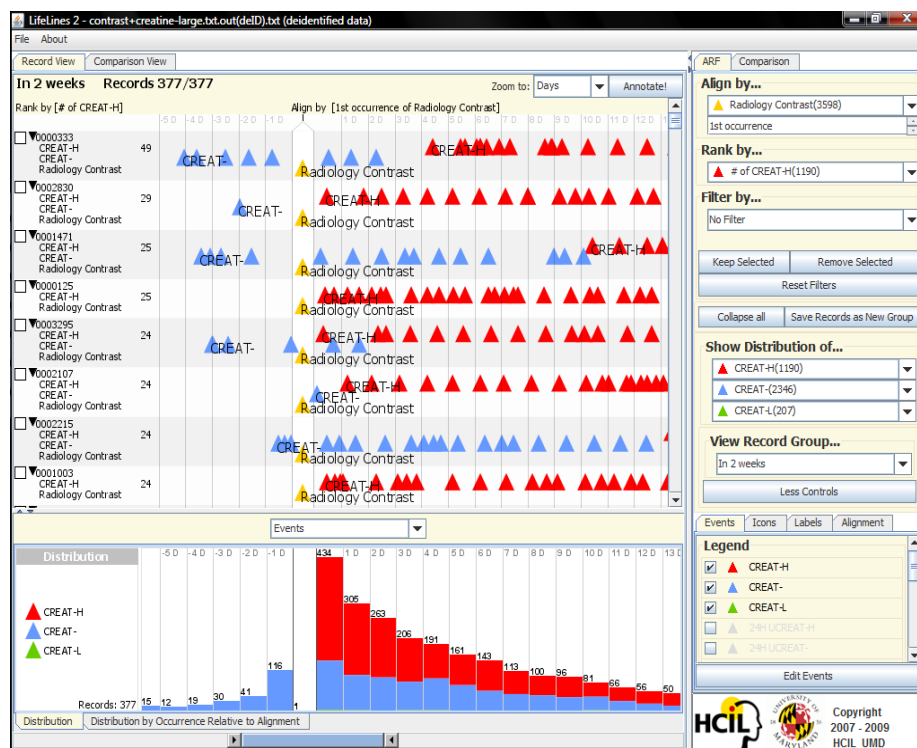 LifeLines 2 - contrast+creatine-large.txt.out(deID).txt (deidentified data)
File About
Record View Comparison View
In 2 weeks Records 377/377
Zoom to: Days Annotate!
Rank by [# of CREAT-H] Align by [1st occurrence of Radiology Contrast]
-5 D -4 D -3 D -2 D -1 D 1 D 2 D 3 D 4 D 5 D 6 D 7 D 8 D 9 D 10 D 11 D 12 D 13
0000333
CREAT-H 49 CREAT-H
CREAT- CREAT-
Radiology Contrast Radiology Contrast
0002830
CREAT-H 29 CREAT-H
CREAT- CREAT-
Radiology Contrast Radiology Contrast
0001471
CREAT-H 25 CREAT-H
CREAT- CREAT-
Radiology Contrast Radiology Contrast
0000125
CREAT-H 25 CREAT-H
Radiology Contrast Radiology Contrast
0003295
CREAT-H 24 CREAT-H
CREAT- CREAT-
Radiology Contrast Radiology Contrast
0002107
CREAT-H 24 CREAT-H
CREAT- CREAT-
Radiology Contrast Radiology Contrast
0002215
CREAT-H 24
CREAT- CREAT-
Radiology Contrast Radiology Contrast
0001003
CREAT-H 24 CREAT-H
Radiology Contrast Radiology Contrast
Events
Distribution
-5 D -4 D -3 D -2 D -1 D 1 D 2 D 3 D 4 D 5 D 6 D 7 D 8 D 9 D 10 D 11 D 12 D 13 D
CREAT-H
CREAT-
CREAT-L
Records: 377 15 12 19 30 41 116 1 434 305 263 206 191 161 143 113 100 96 81 66 56 50
Distribution Distribution by Occurrence Relative to Alignment
ARF Comparison
Align by...
Radiology Contrast(3598)
1st occurrence
Rank by...
# of CREAT-H(1190)
Filter by...
No Filter
Keep Selected Remove Selected
Reset Filters
Collapse all Save Records as New Group
Show Distribution of...
CREAT-H(1190)
CREAT-(2346)
CREAT-L(207)
View Record Group...
In 2 weeks
Less Controls
Events Icons Labels Alignment
Legend
CREAT-H
CREAT-
CREAT-L
24H UCREAT-H
24H UCREAT-
Edit Events
HCIL
UNIVERSITY OF
MARYLAND
18 56
Copyright
2007 - 2009
HCIL UMD